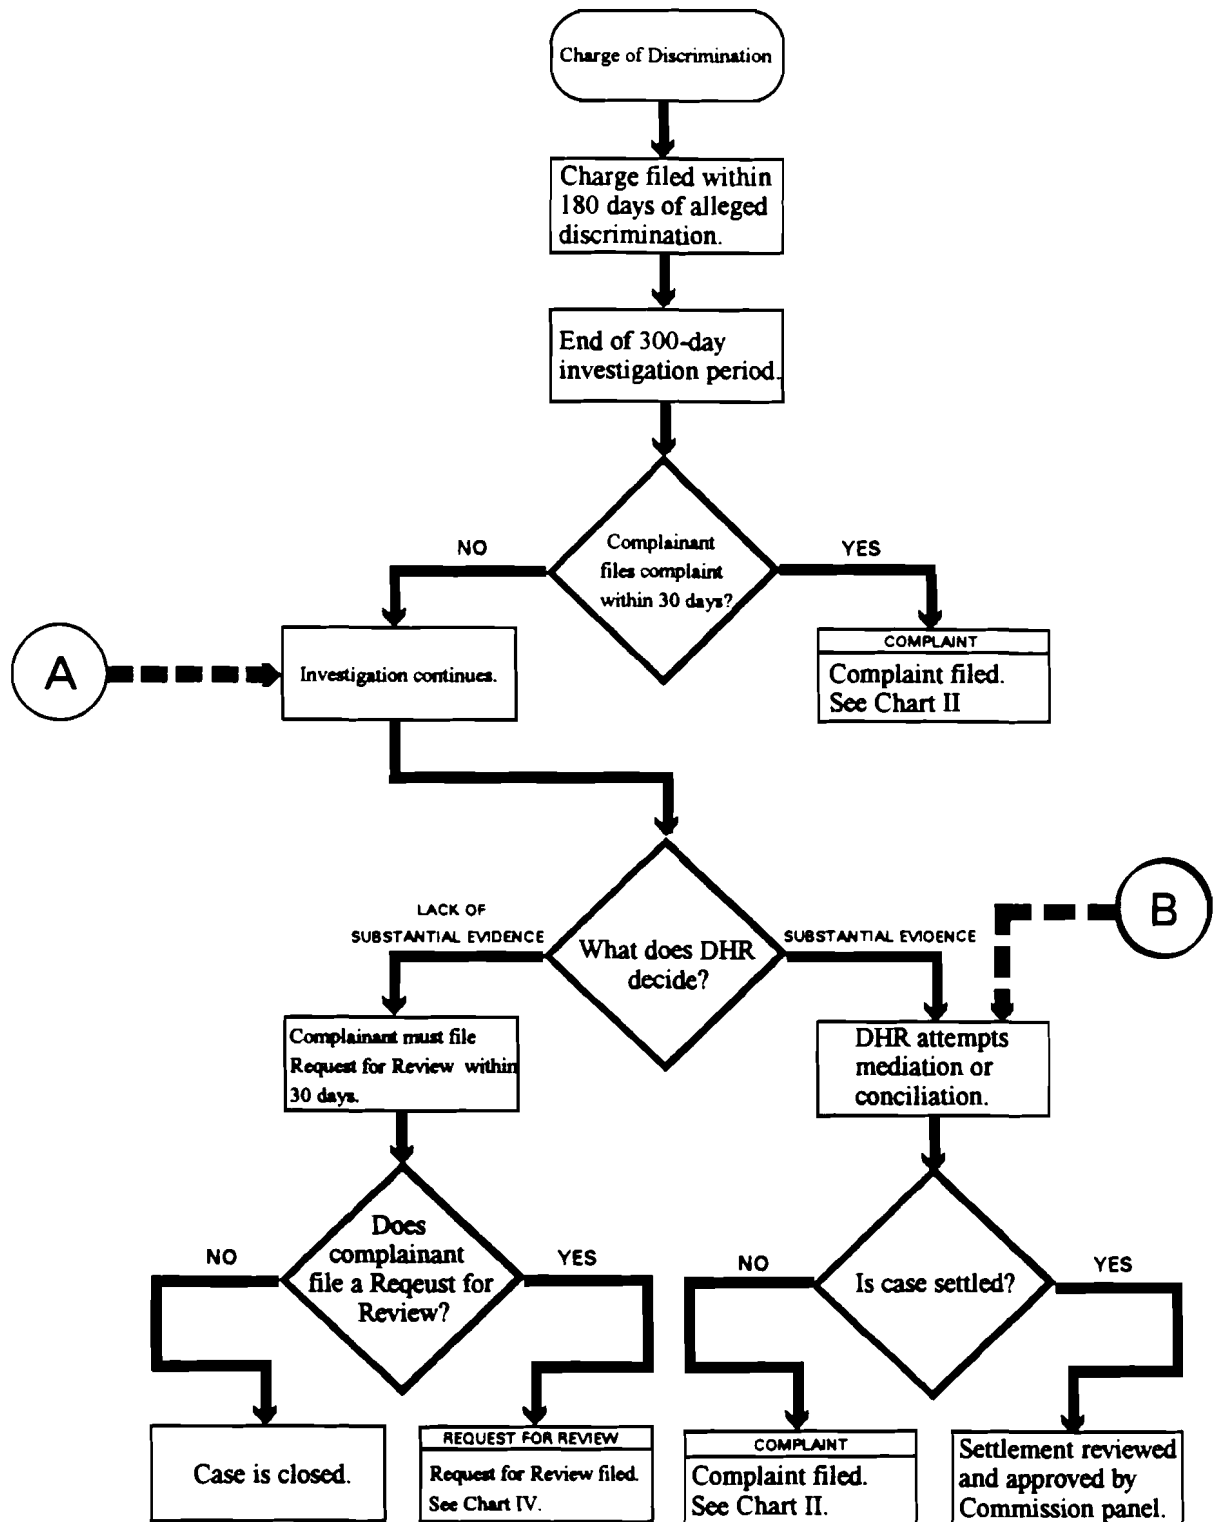 Charge of Discrimination
Charge filed within
180 days of alleged
discrimination.
End of 300-day
investigation period.
Complainant
files complaint
within 30 days?
NO
YES
COMPLAINT
Complaint filed.
See Chart II
A
Investigation continues.
B
LACK OF
SUBSTANTIAL EVIDENCE
What does DHR
decide?
SUBSTANTIAL EVIDENCE
Complainant must file
Request for Review within
30 days.
DHR attempts
mediation or
conciliation.
Does
complainant
file a Reqeust for
Review?
NO
YES
Is case settled?
NO
YES
Case is closed.
REQUEST FOR REVIEW
Request for Review filed.
See Chart IV.
COMPLAINT
Complaint filed.
See Chart II.
Settlement reviewed
and approved by
Commission panel.